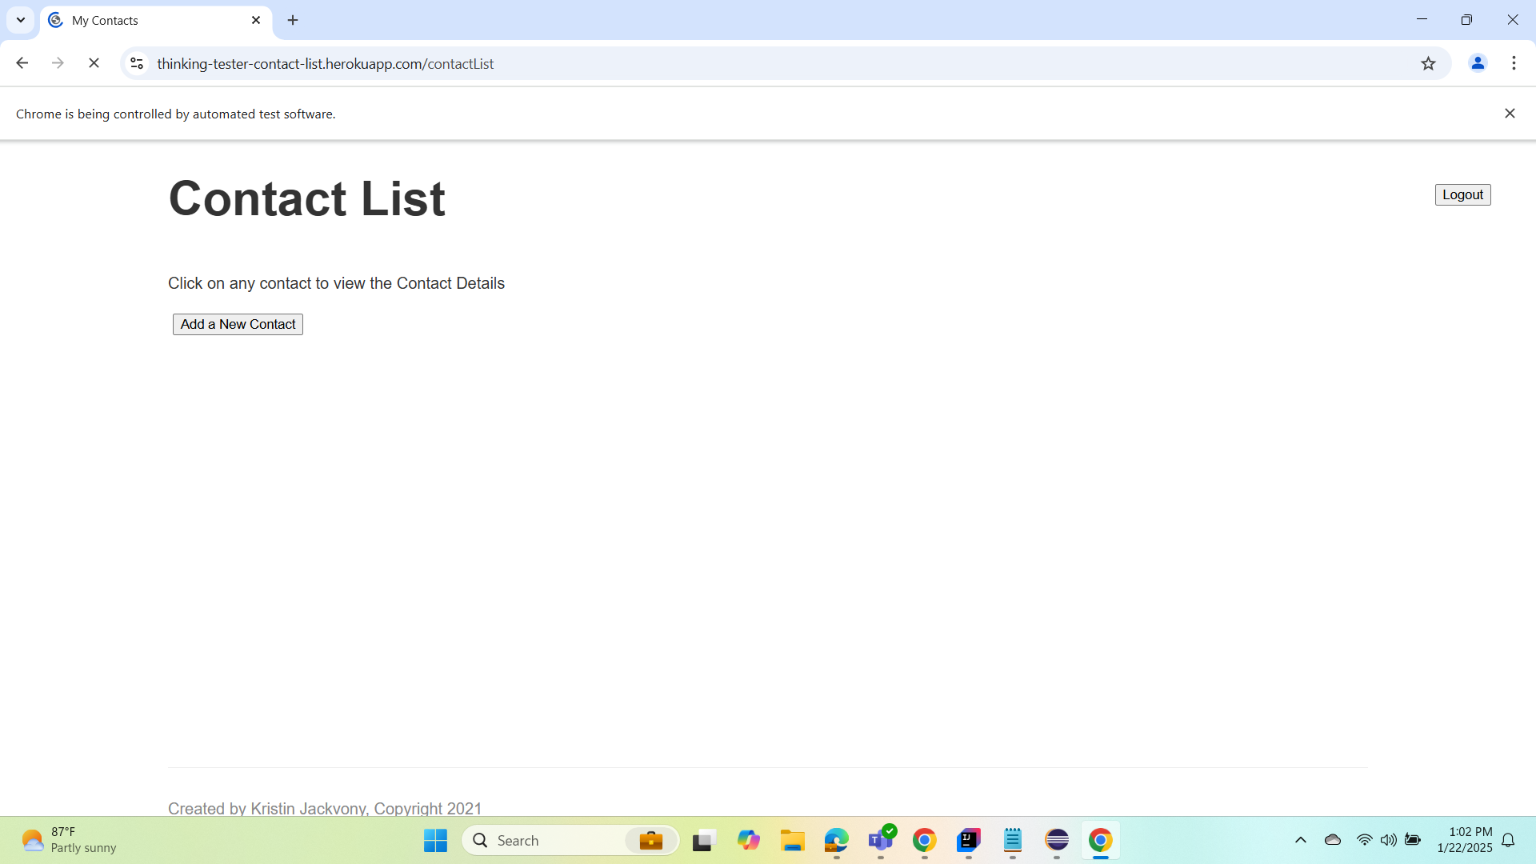 My Contacts
thinking-tester-contact-list.herokuapp.com/contactList
Chrome is being controlled by automated test software.
Contact List
Logout
Click on any contact to view the Contact Details
Add a New Contact
Created by Kristin Jackvony, Copyright 2021
87°F
Partly sunny
Search
1:02 PM
1/22/2025